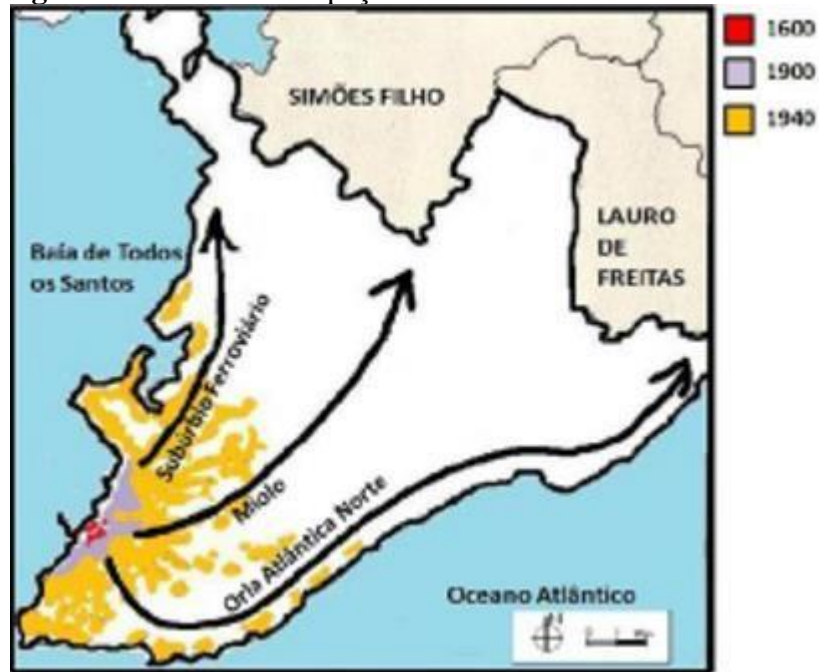 1600
1900
1940
SIMÕES FILHO
LAURO
DE
FREITAS
Baía de Todos
os Santos
Subúrbio Ferroviário
Miolo
Orla Atlântica Norte
Oceano Atlântico